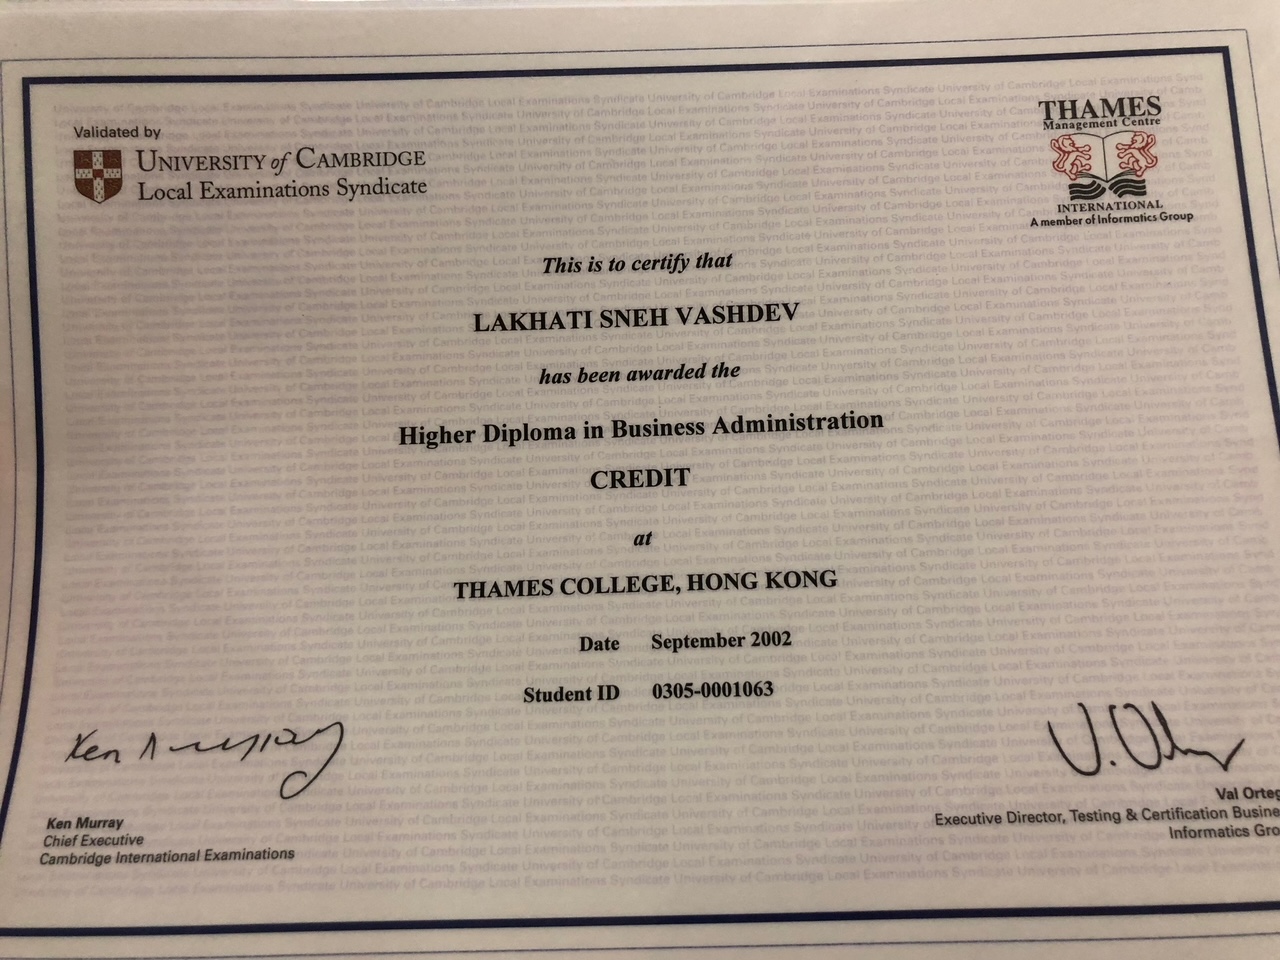 Validated by
UNIVERSITY of CAMBRIDGE
Local Examinations Syndicate
THAMES
Management Centre
INTERNATIONAL
A member of Informatics Group
This is to certify that
LAKHATI SNEH VASHDEV
has been awarded the
Higher Diploma in Business Administration
CREDIT
at
THAMES COLLEGE, HONG KONG
Date September 2002
Student ID 0305-0001063
Ken Murray
Ken Murray
Chief Executive
Cambridge International Examinations
Val Orteg
Executive Director, Testing & Certification Busine
Informatics Gro